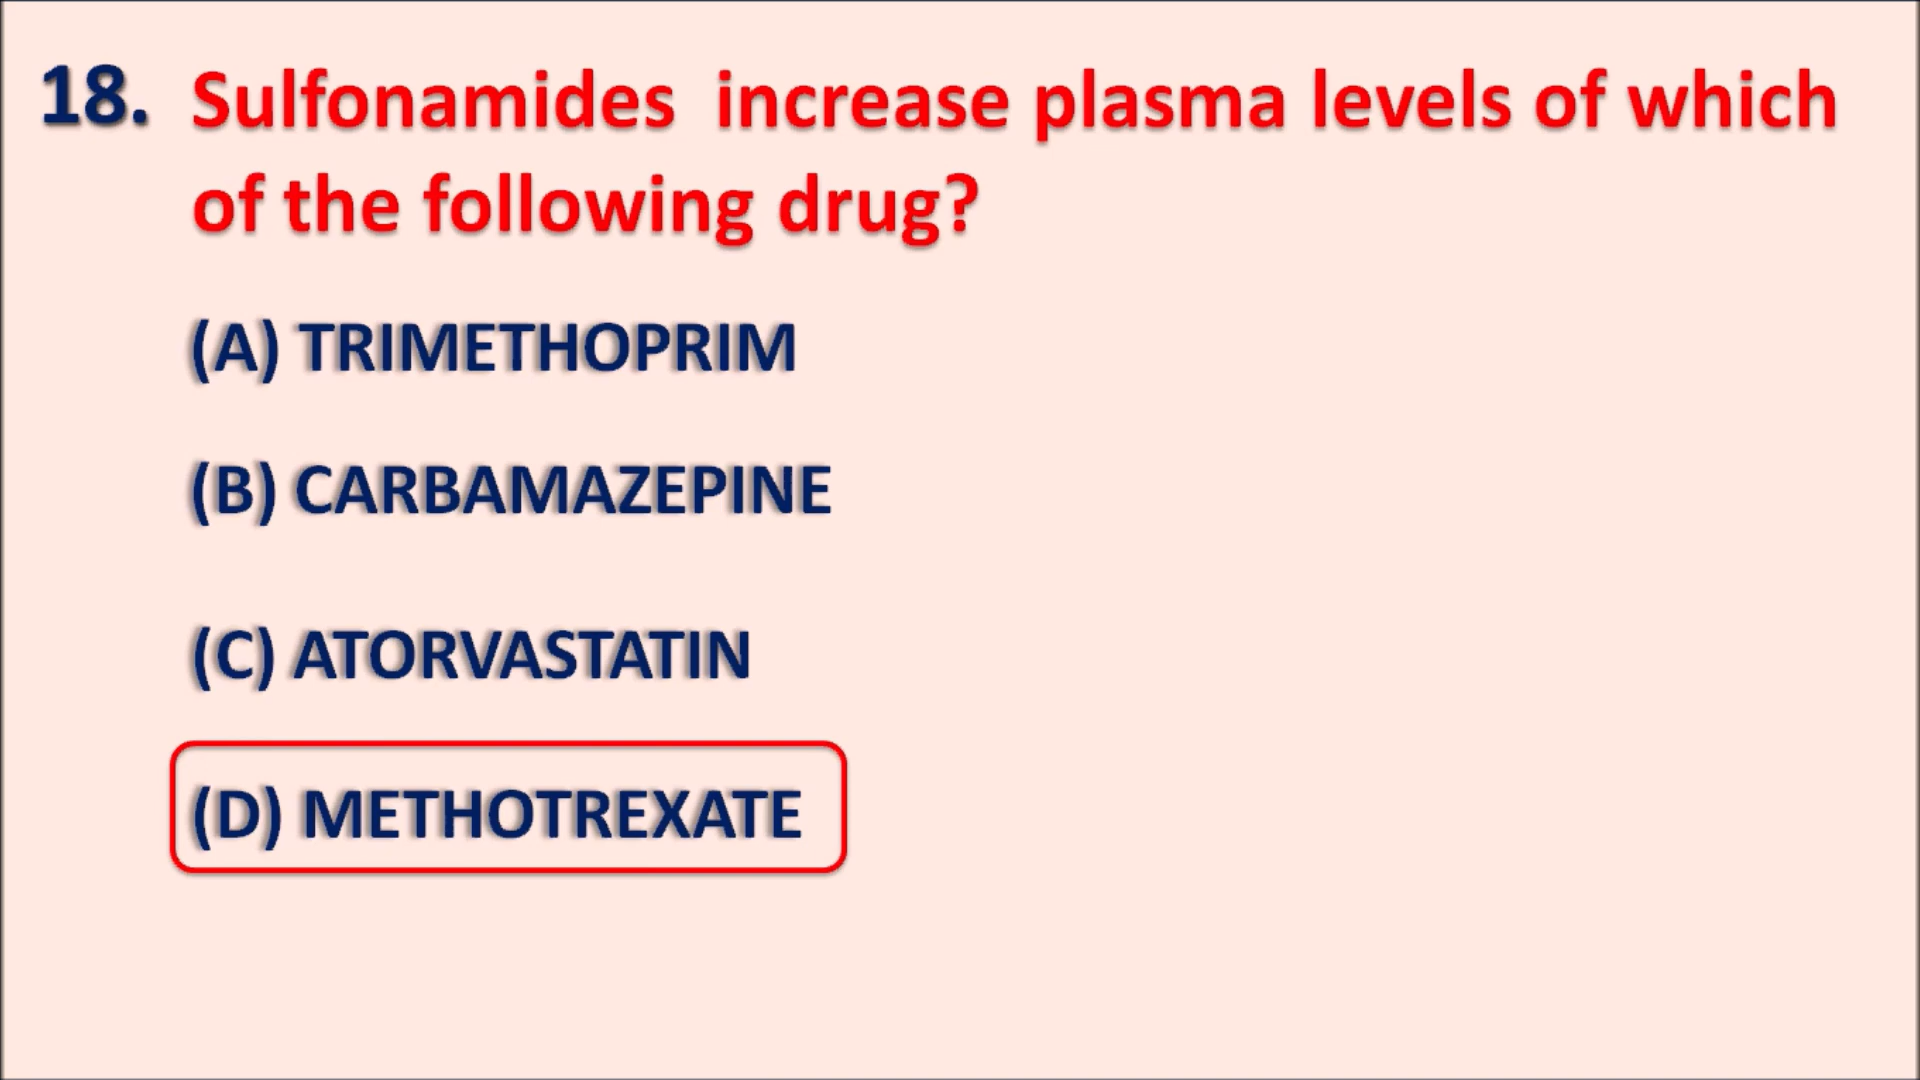 18. Sulfonamides increase plasma levels of which
of the following drug?
(A) TRIMETHOPRIM
(B) CARBAMAZEPINE
(C) ATORVASTATIN
(D) METHOTREXATE